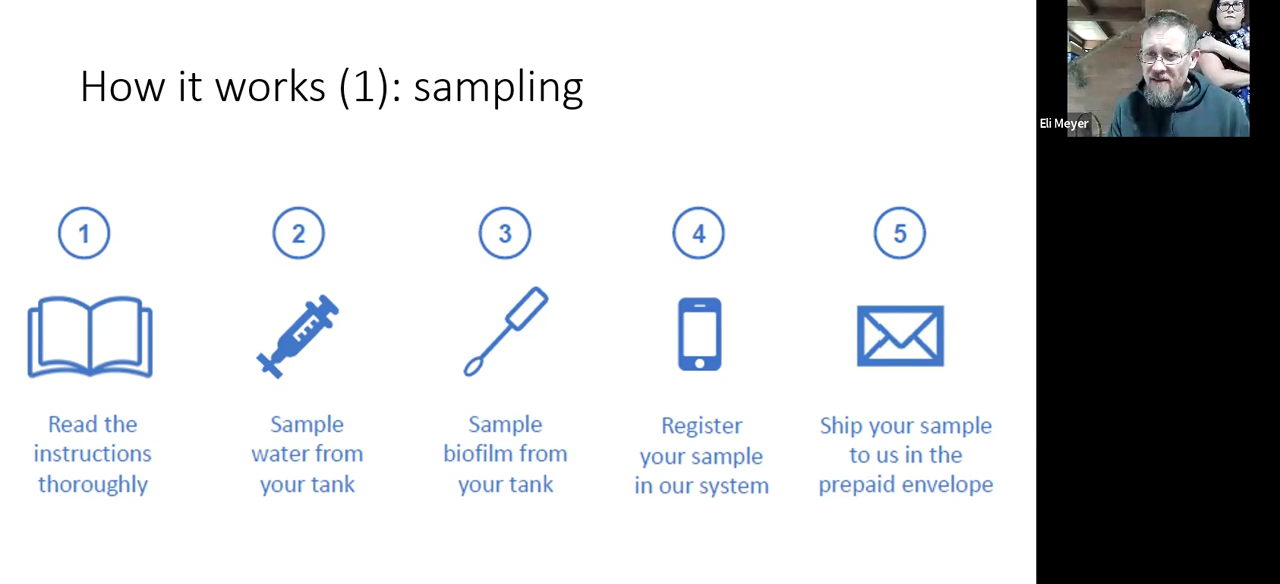 How it works (1): sampling
Eli Meyer
1
2
3
4
5
Read the
instructions
thoroughly
Sample
water from
your tank
Sample
biofilm from
your tank
Register
your sample
in our system
Ship your sample
to us in the
prepaid envelope